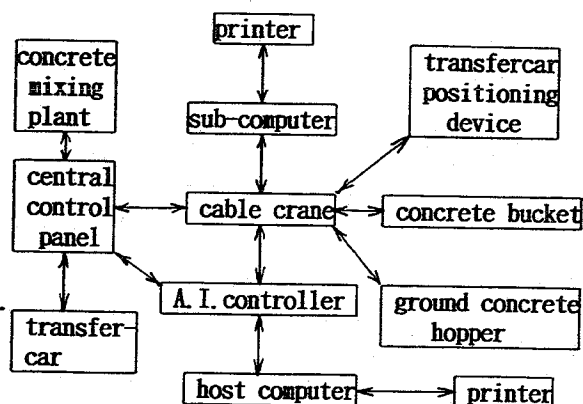 printer
concrete
mixing
plant
transfercar
positioning
device
sub-computer
central
control
panel
cable crane
concrete bucket
A.I.controller
ground concrete
hopper
transfer-
car
host computer
printer